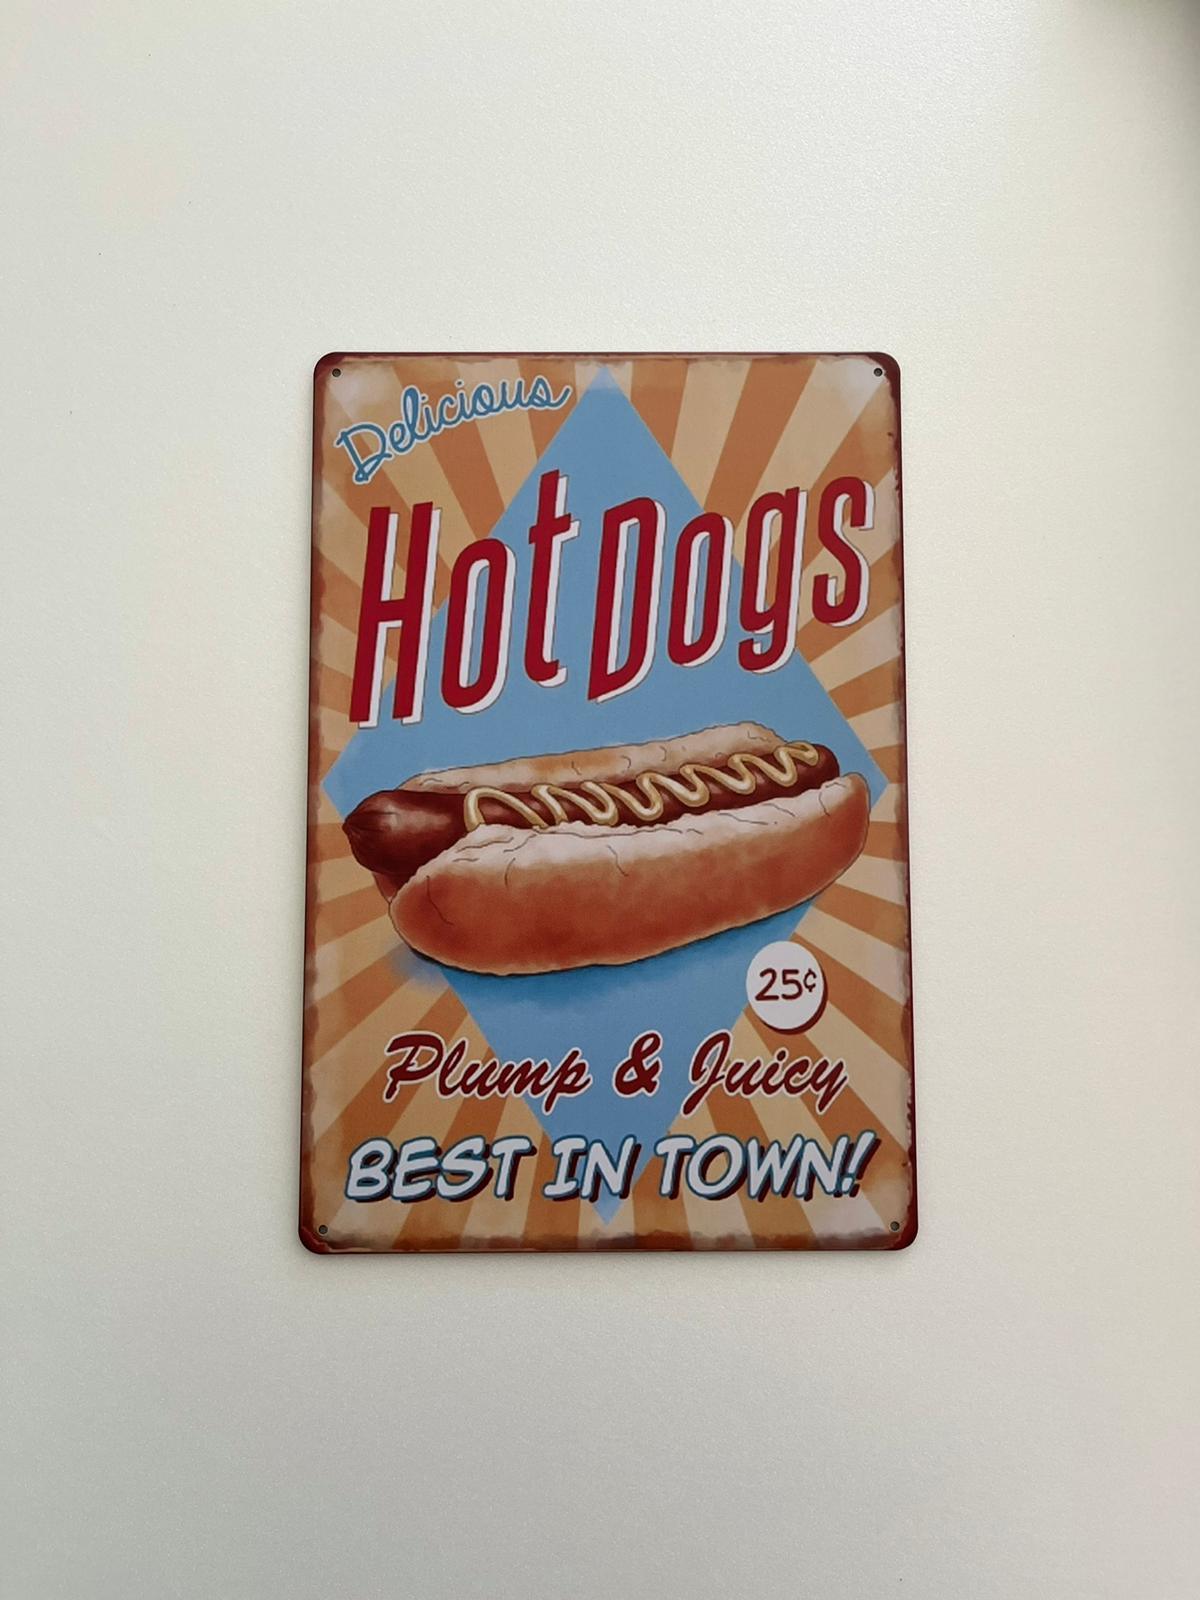 Delicious
Hot Dogs
25¢
Plump & Juicy
BEST IN TOWN!